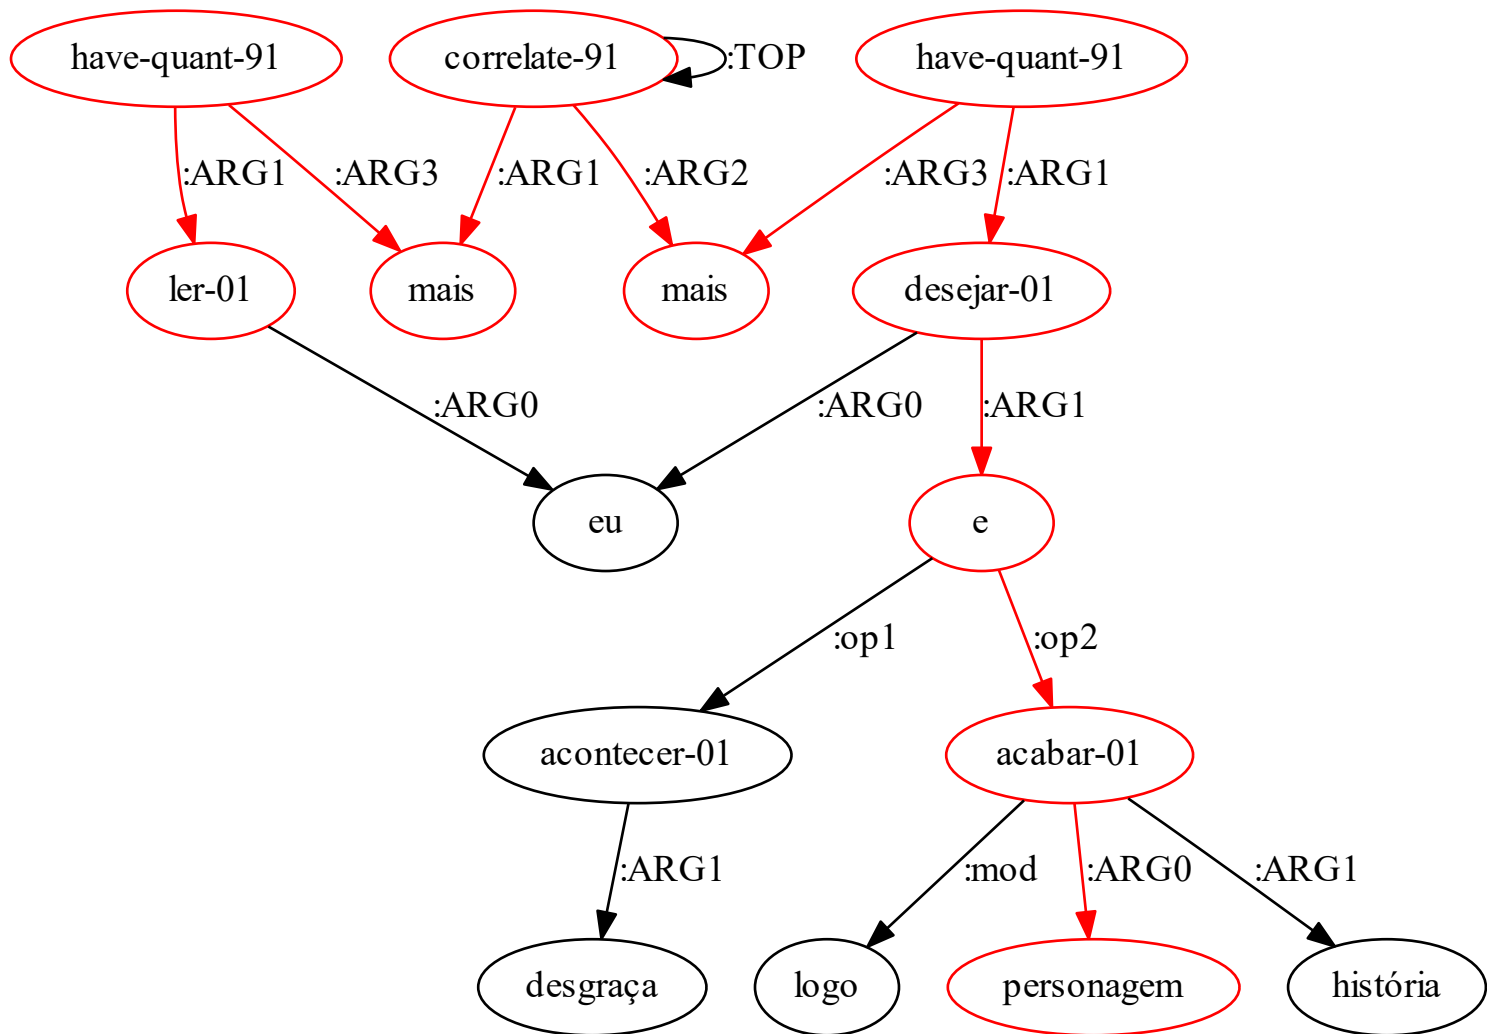 have-quant-91 correlate-91 :TOP have-quant-91
:ARG1 :ARG3 :ARG1 :ARG2 :ARG3 :ARG1
ler-01 mais mais desejar-01
:ARG0 :ARG0 :ARG1
eu e
:op1 :op2
acontecer-01 acabar-01
:ARG1 :mod :ARG0 :ARG1
desgraça logo personagem história